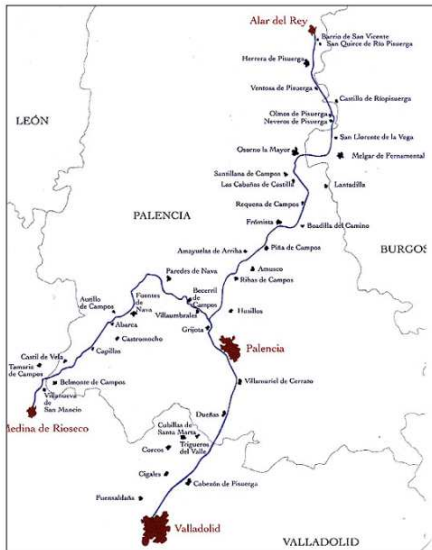 Alar del Rey
Barrio de San Vicente
San Quirce de Río Pisuerga
Herrera de Pisuerga
Ventosa de Pisuerga
Castillo de Riopisuerga
Olmos de Pisuerga
Naveros de Pisuerga
LEÓN
San Llorente de la Vega
Osorno la Mayor
Melgar de Fernamental
Santillana de Campos
Las Cabañas de Castilla
Lantadilla
Requena de Campos
PALENCIA
Frómista
Boadilla del Camino
BURGOS
Amayuelas de Arriba
Piña de Campos
Amusco
Paredes de Nava
Ribas de Campos
Becerril
de
Campos
Fuentes
de
Nava
Autillo
de Campos
Villaumbrales
Husillos
Abarca
Grijota
Castromocho
Palencia
Capillas
Castil de Vela
Tamariz
de Campos
Villamuriel de Cerrato
Belmonte de Campos
Villanueva
de
San Mancio
Medina de Rioseco
Dueñas
Cubillas de
Santa Marta
Trigueros
del Valle
Corcos
Cigales
Cabezón de Pisuerga
Fuensaldaña
Valladolid
VALLADOLID